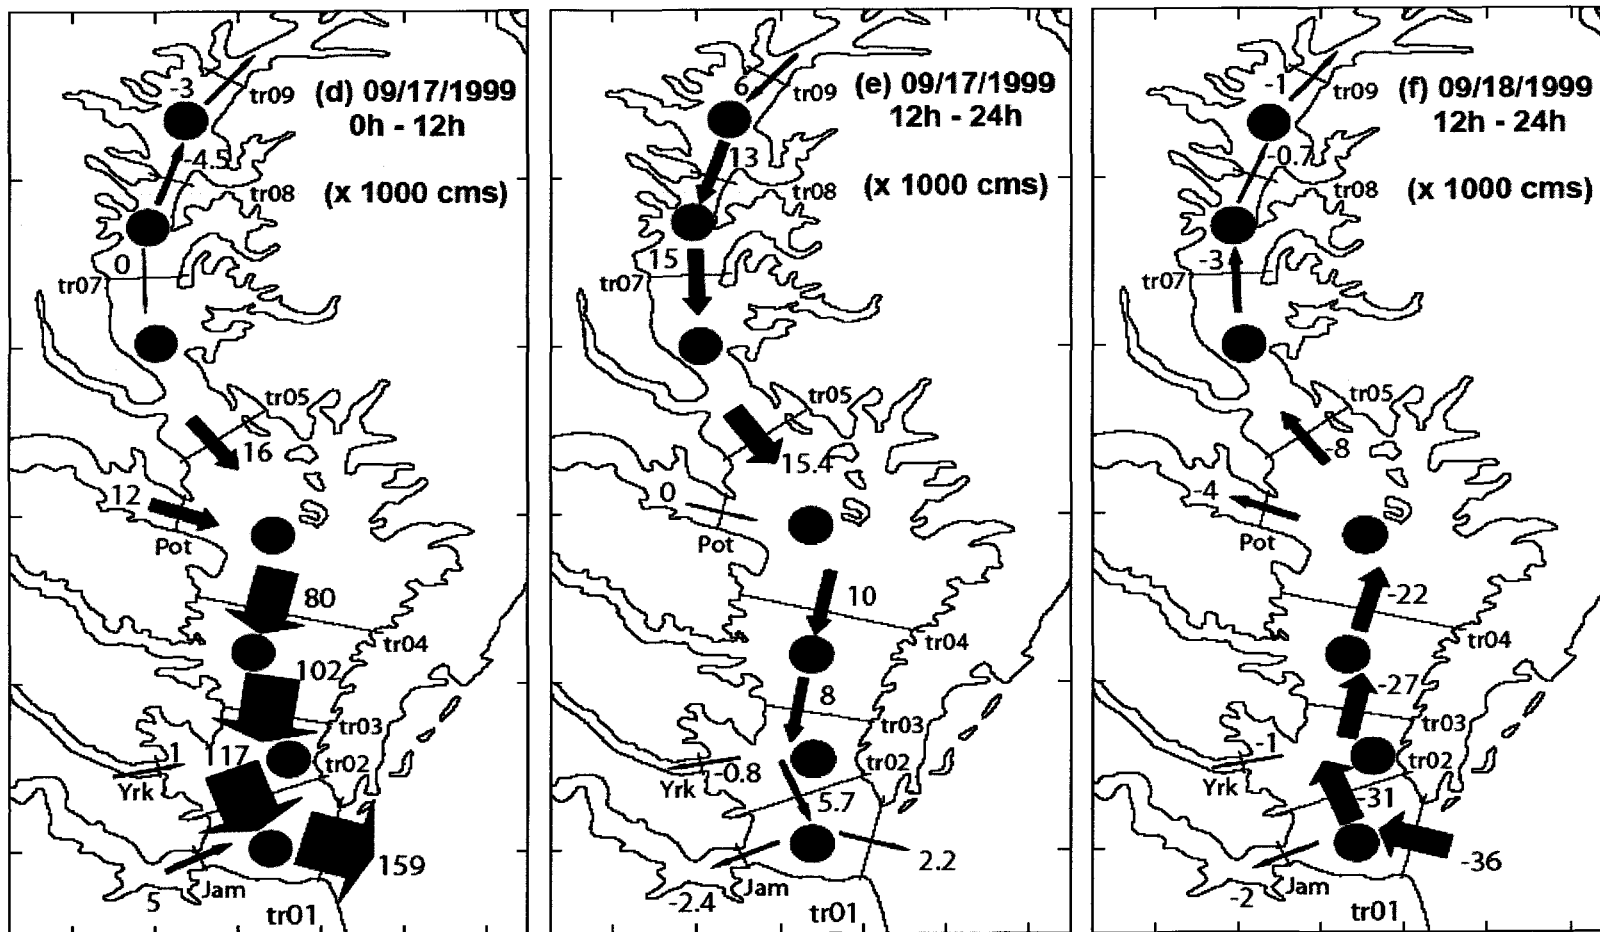 -3
tr09
(d) 09/17/1999
0h - 12h
-4.5
tr08
(x 1000 cms)
0
tr07
tr05
16
12
Pot
80
tr04
102
tr03
1
117
tr02
Yrk
159
5
Jam
tr01
6
tr09
(e) 09/17/1999
12h - 24h
13
tr08
(x 1000 cms)
15
tr07
tr05
15.4
0
Pot
10
tr04
8
tr03
-0.8
tr02
Yrk
5.7
2.2
Jam
-2.4
tr01
-1
tr09
(f) 09/18/1999
12h - 24h
-0.7
tr08
(x 1000 cms)
-3
tr07
tr05
-8
-4
Pot
-22
tr04
-27
tr03
-1
tr02
Yrk
-31
-36
Jam
-2
tr01